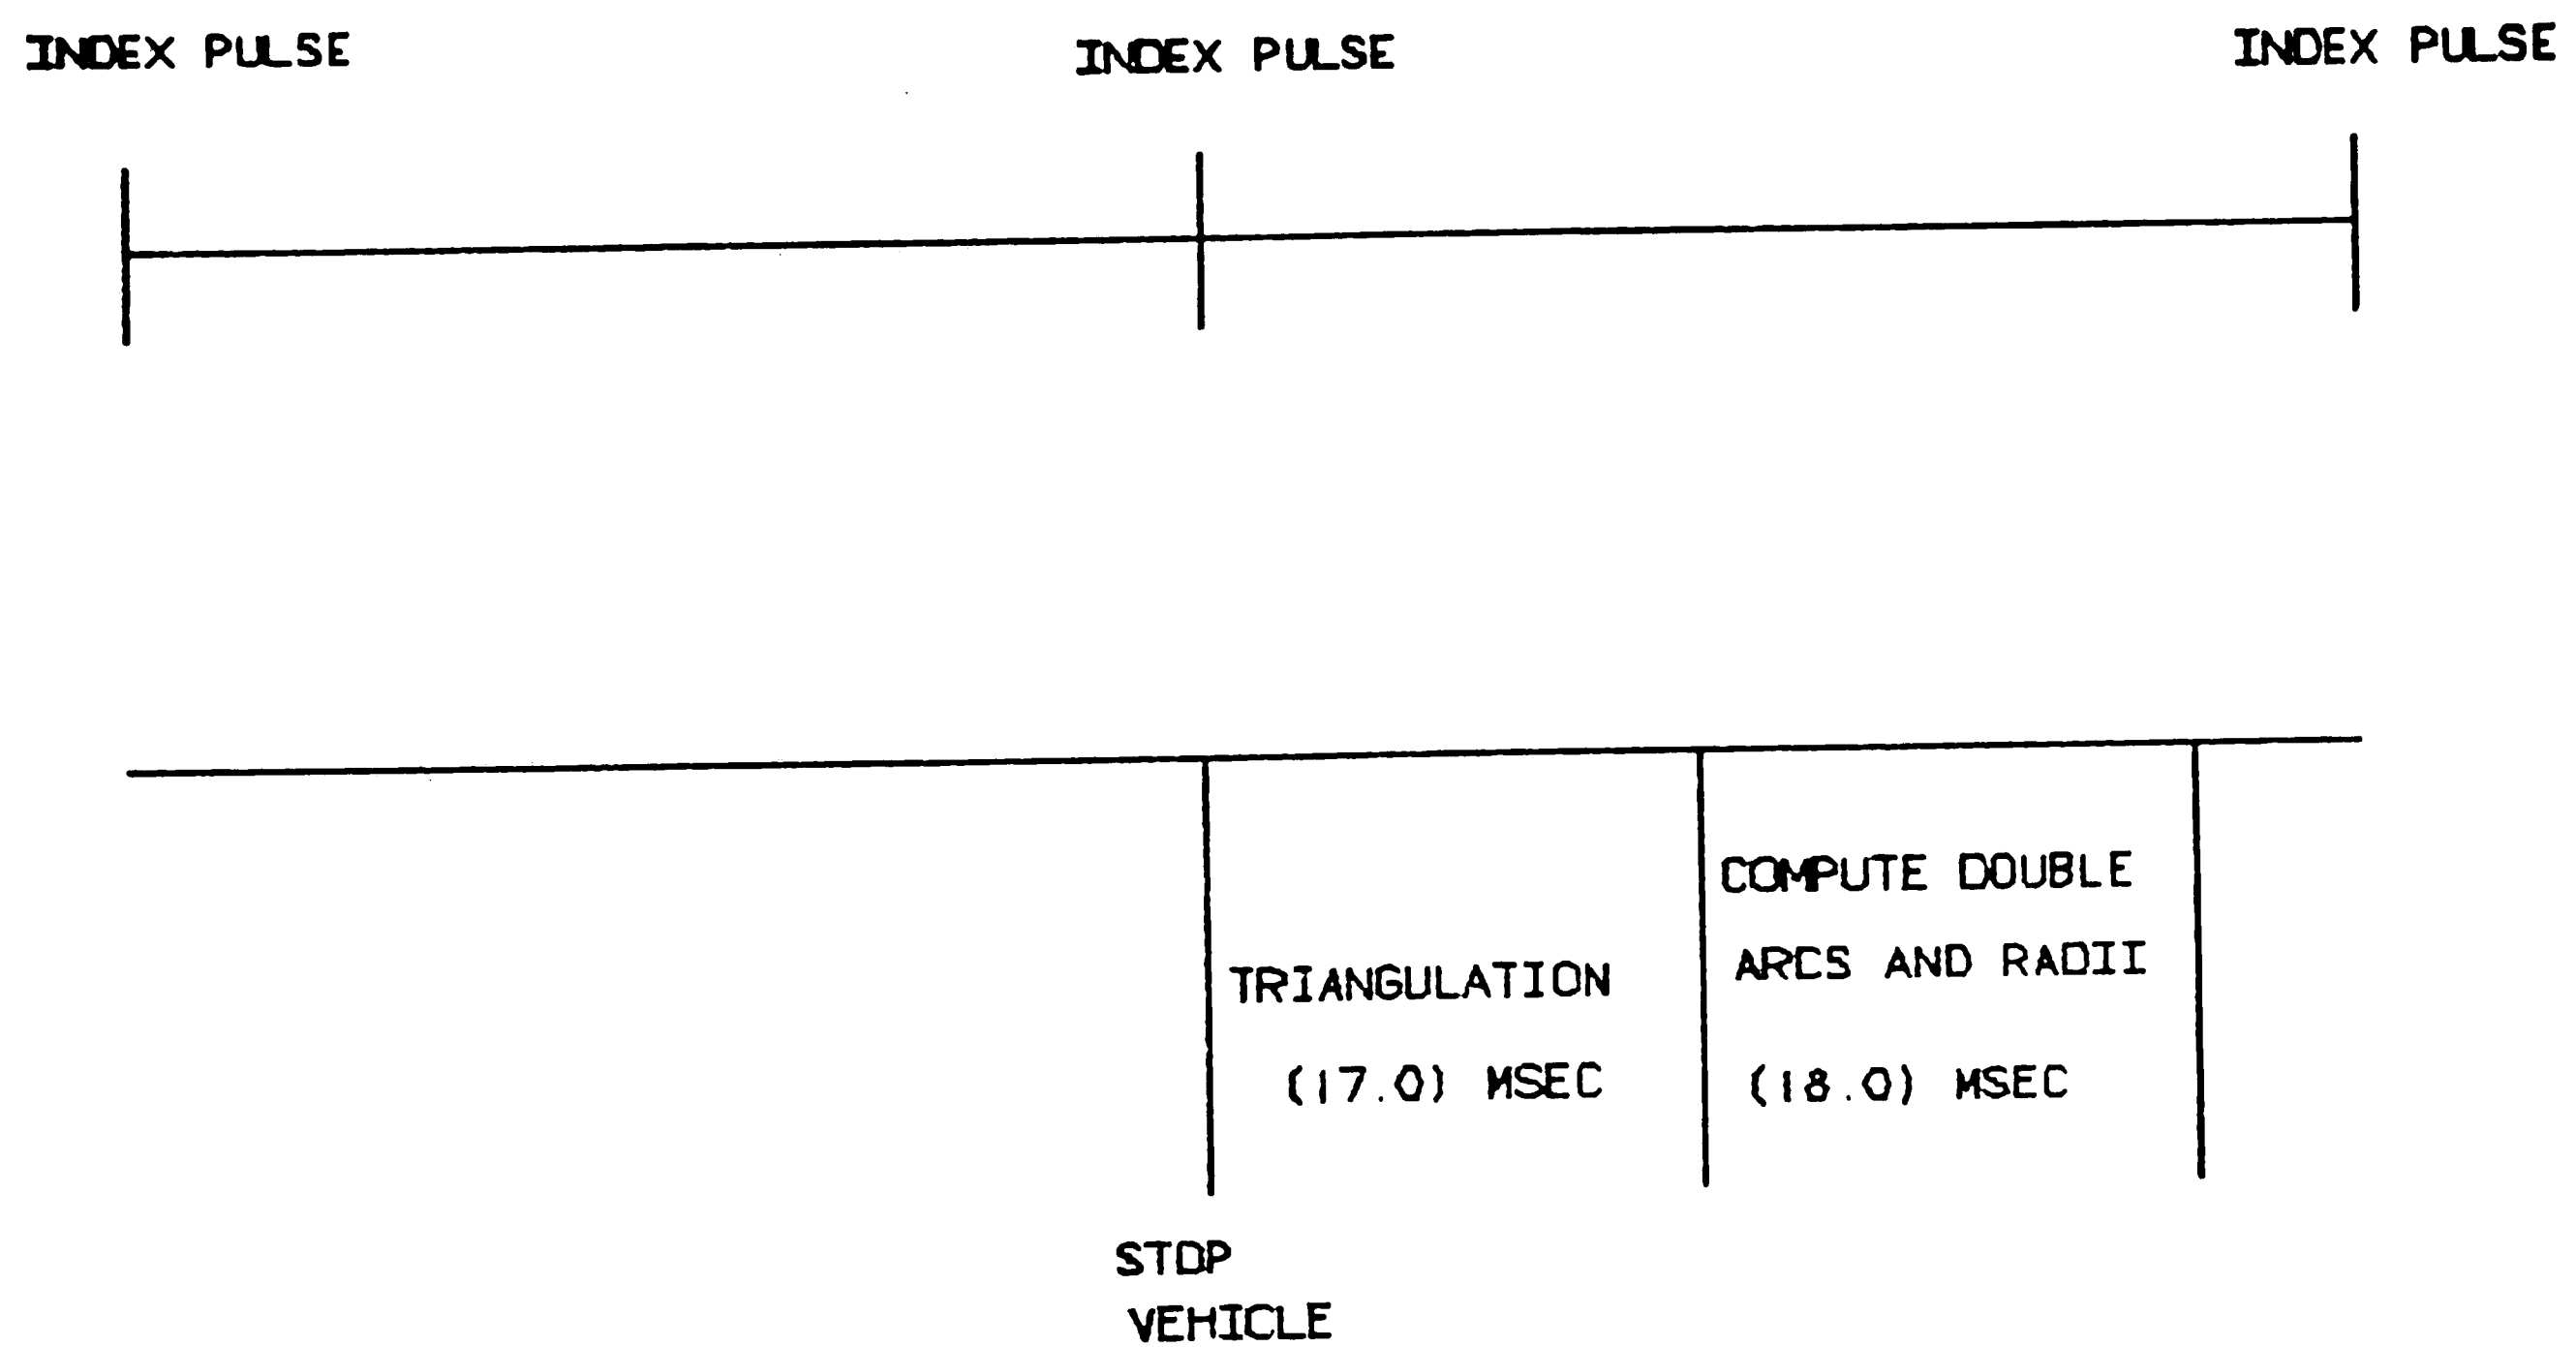 INDEX PULSE
INDEX PULSE
INDEX PULSE
COMPUTE DOUBLE
ARCS AND RADII
(18.0) MSEC
TRIANGULATION
(17.0) MSEC
STOP
VEHICLE